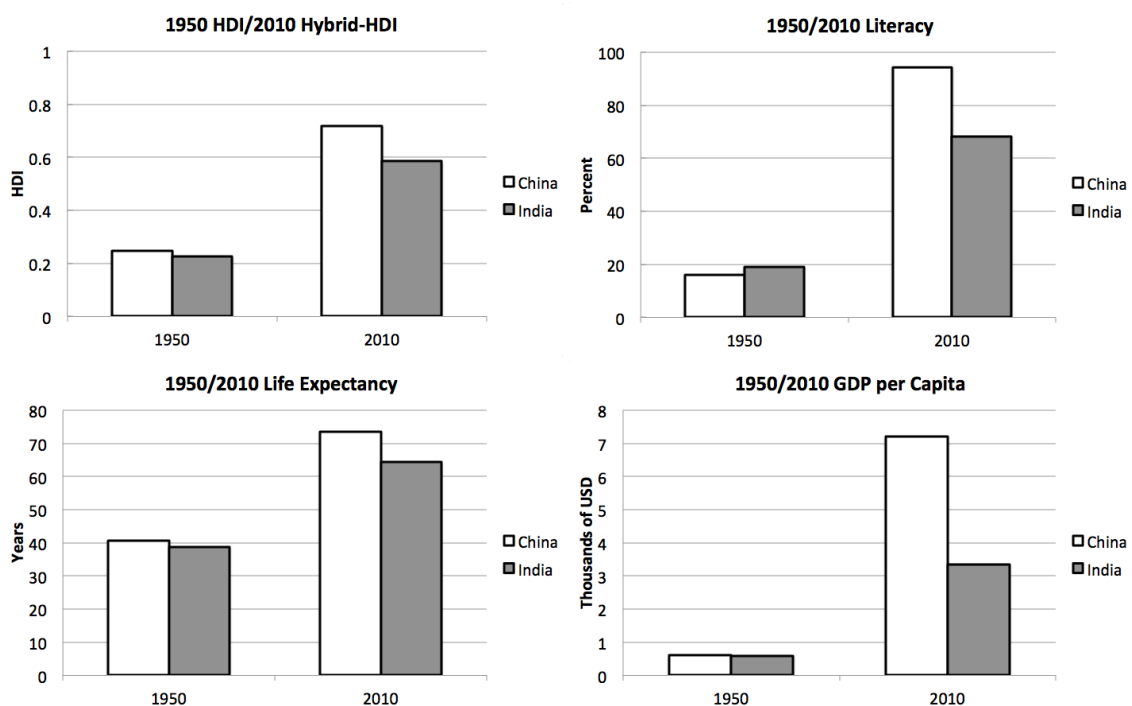 1950 HDI/2010 Hybrid-HDI
1
0.8
0.6
0.4
0.2
0
HDI
1950
2010
China
India
1950/2010 Literacy
100
80
60
40
20
0
Percent
1950
2010
China
India
1950/2010 Life Expectancy
80
70
60
50
40
30
20
10
0
Years
1950
2010
China
India
1950/2010 GDP per Capita
8
7
6
5
4
3
2
1
0
Thousands of USD
1950
2010
China
India